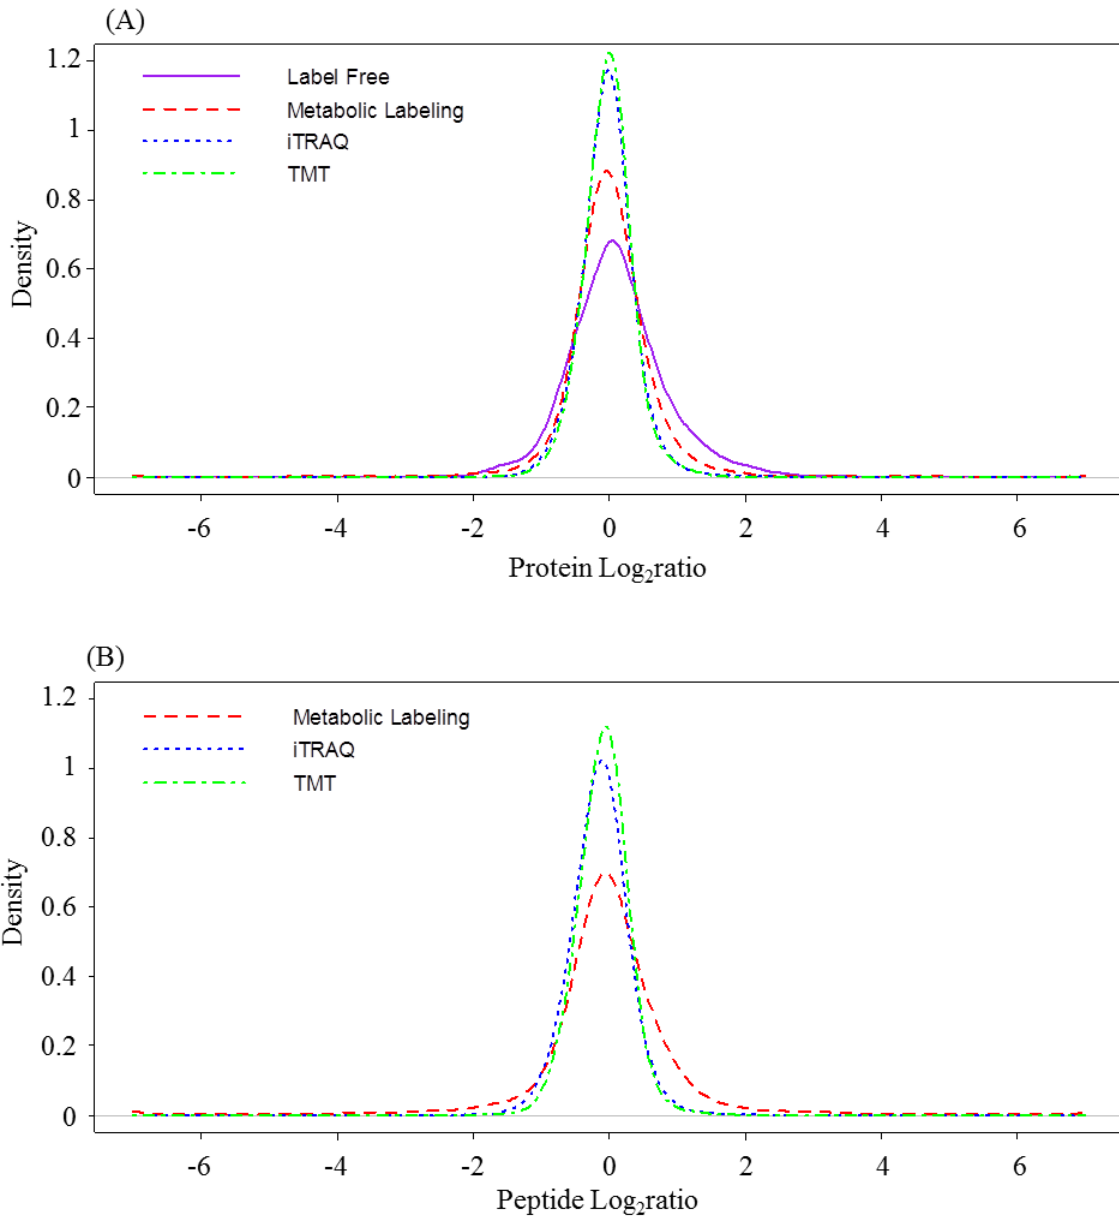 (A)
1.2
1
0.8
0.6
0.4
0.2
0
Density
Label Free
Metabolic Labeling
iTRAQ
TMT
-6 -4 -2 0 2 4 6
Protein Log₂ratio
(B)
1.2
1
0.8
0.6
0.4
0.2
0
Density
Metabolic Labeling
iTRAQ
TMT
-6 -4 -2 0 2 4 6
Peptide Log₂ratio